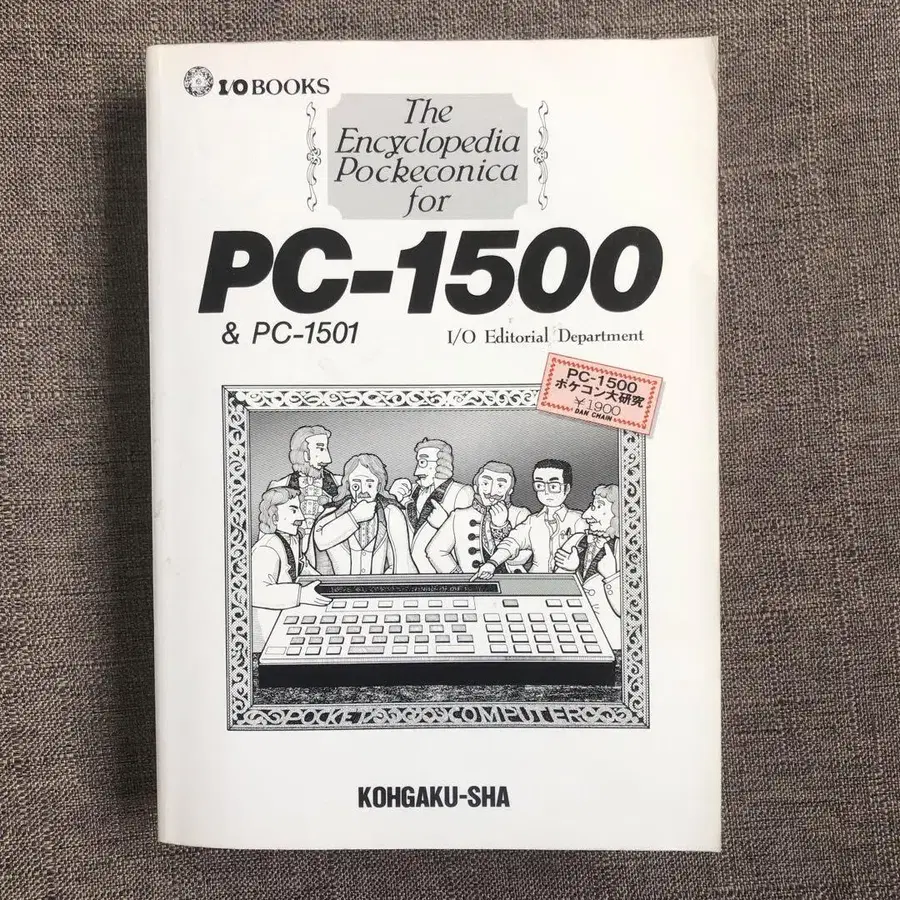 I/O BOOKS
The
Encyclopedia
Pockeconica
for
PC-1500
& PC-1501
I/O Editorial Department
PC-1500
ポケコン大研究
¥1900
DAN CHAIN
POCKET COMPUTER
KOHGAKU-SHA